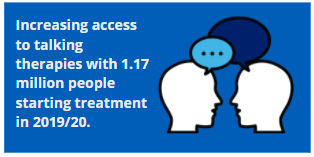 Increasing access
to talking
therapies with 1.17
million people
starting treatment
in 2019/20.